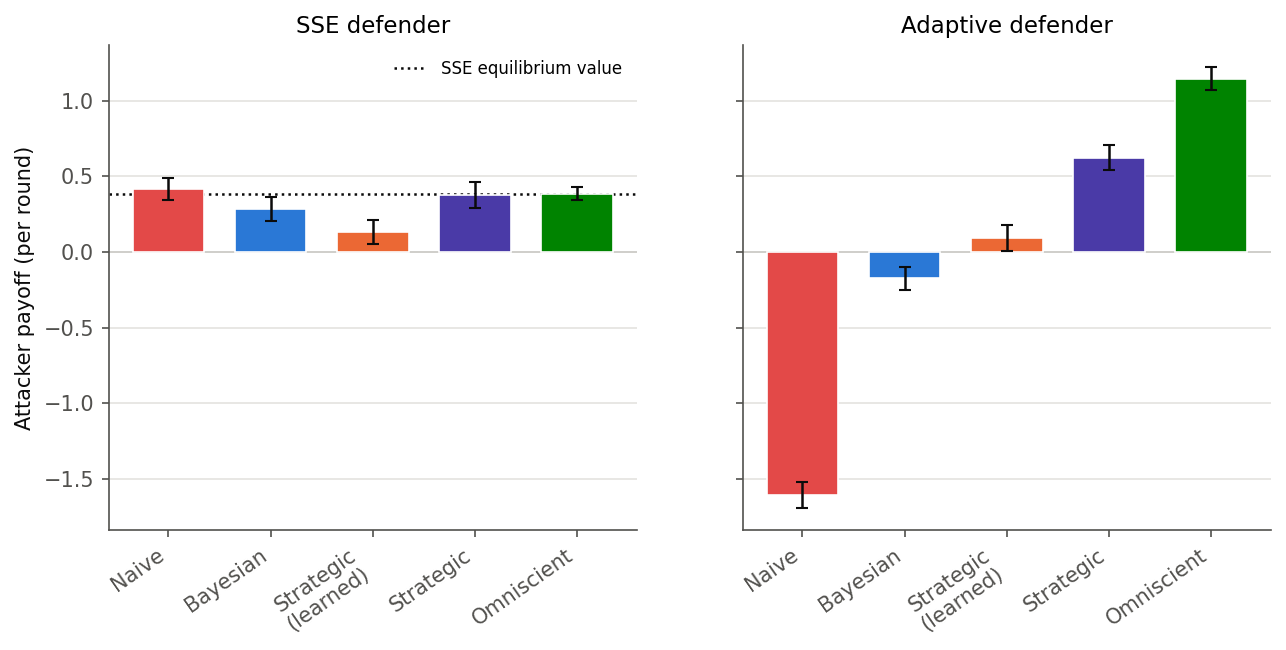 SSE defender
Adaptive defender
SSE equilibrium value
Attacker payoff (per round)
1.0
0.5
0.0
−0.5
−1.0
−1.5
Naive
Bayesian
Strategic
(learned)
Strategic
Omniscient
Naive
Bayesian
Strategic
(learned)
Strategic
Omniscient